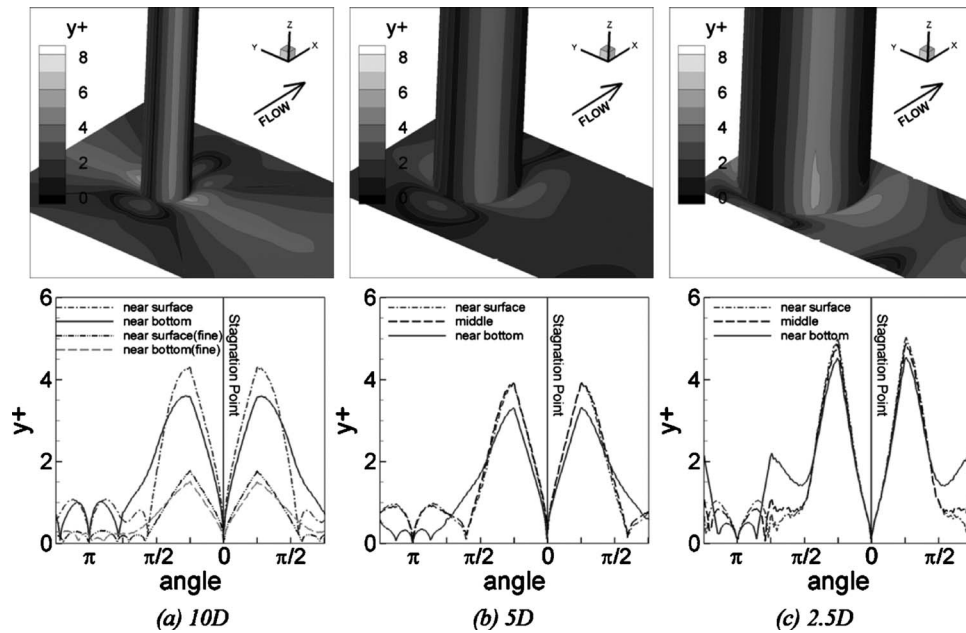 y+
8
6
4
2
0
Z
Y
X
FLOW
y+
8
6
4
2
0
Z
Y
X
FLOW
y+
8
6
4
2
0
Z
Y
X
FLOW
6
4
2
0
y+
near surface
near bottom
near surface(fine)
near bottom(fine)
Stagnation Point
π
π/2
0
π/2
angle
(a) 10D
6
4
2
0
y+
near surface
middle
near bottom
Stagnation Point
π
π/2
0
π/2
angle
(b) 5D
6
4
2
0
y+
near surface
middle
near bottom
Stagnation Point
π
π/2
0
π/2
angle
(c) 2.5D